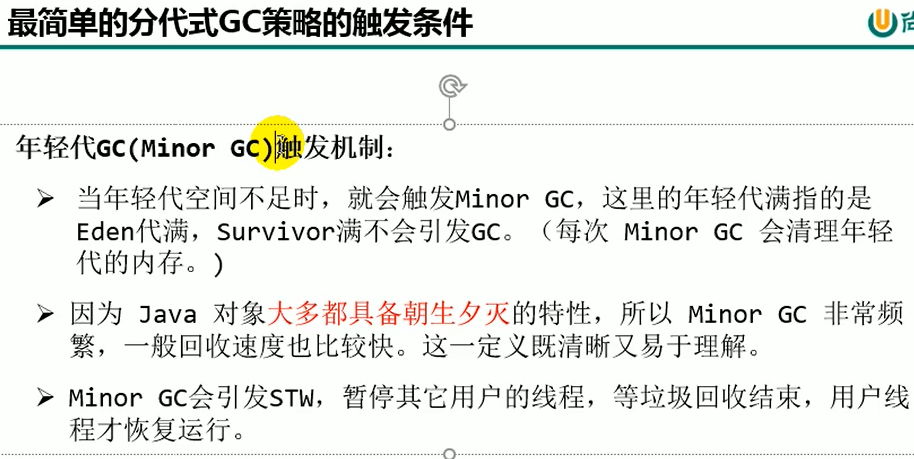 最简单的分代式GC策略的触发条件
年轻代GC(Minor GC)触发机制：
➢ 当年轻代空间不足时，就会触发Minor GC，这里的年轻代满指的是
Eden代满，Survivor满不会引发GC。（每次 Minor GC 会清理年轻
代的内存。)
➢ 因为 Java 对象大多都具备朝生夕灭的特性，所以 Minor GC 非常频
繁，一般回收速度也比较快。这一定义既清晰又易于理解。
➢ Minor GC会引发STW，暂停其它用户的线程，等垃圾回收结束，用户线
程才恢复运行。